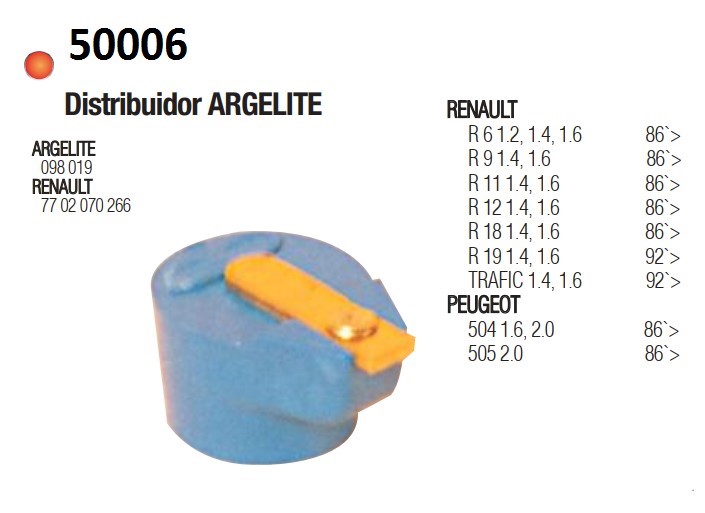 50006
Distribuidor ARGELITE
ARGELITE
098 019
RENAULT
77 02 070 266
RENAULT
R 6 1.2, 1.4, 1.6 86`>
R 9 1.4, 1.6 86`>
R 11 1.4, 1.6 86`>
R 12 1.4, 1.6 86`>
R 18 1.4, 1.6 86`>
R 19 1.4, 1.6 92`>
TRAFIC 1.4, 1.6 92`>
PEUGEOT
504 1.6, 2.0 86`>
505 2.0 86`>